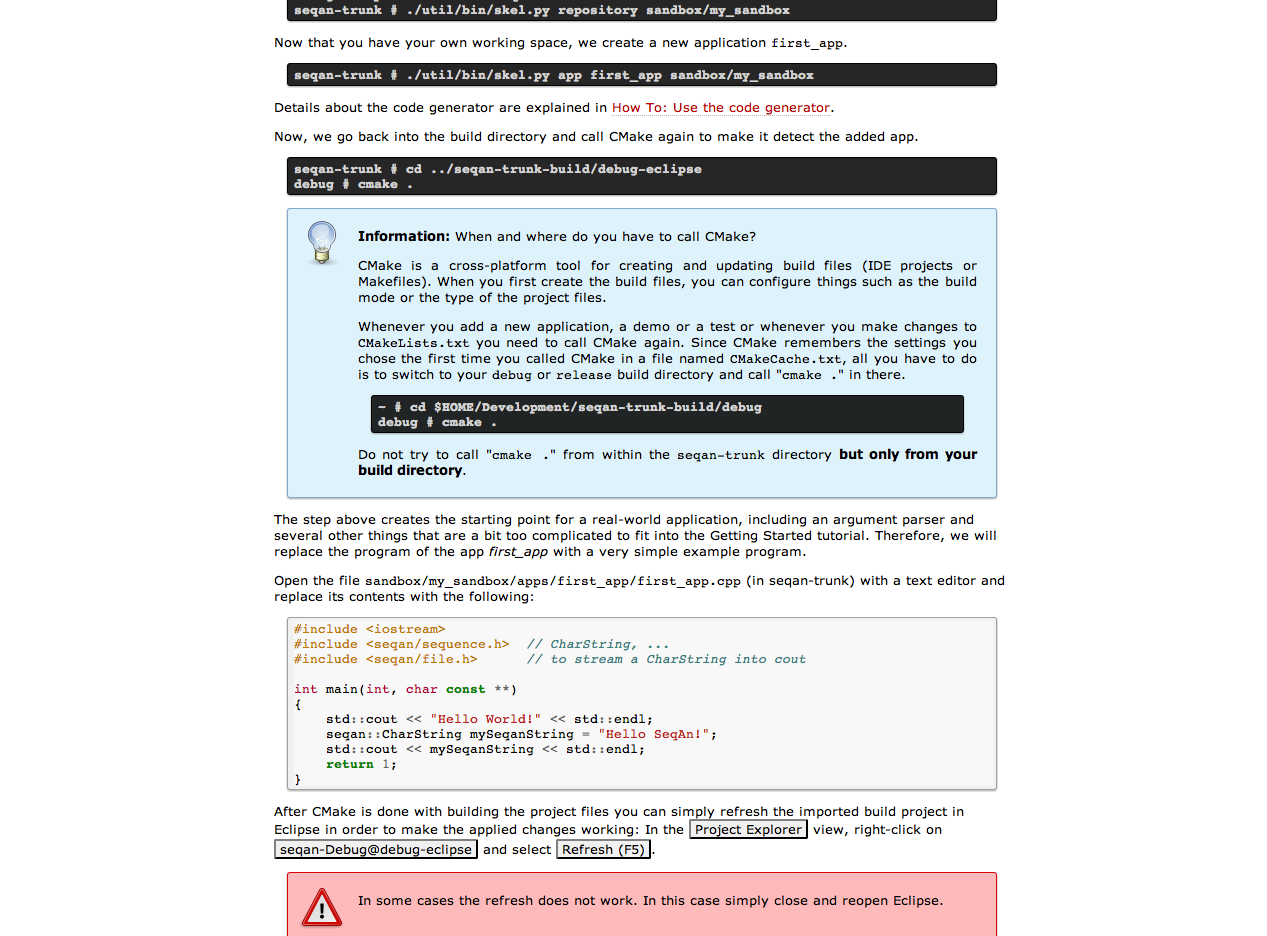 seqan-trunk # ./util/bin/skel.py repository sandbox/my_sandbox
Now that you have your own working space, we create a new application first_app.
seqan-trunk # ./util/bin/skel.py app first_app sandbox/my_sandbox
Details about the code generator are explained in How To: Use the code generator.
Now, we go back into the build directory and call CMake again to make it detect the added app.
seqan-trunk # cd ../seqan-trunk-build/debug-eclipse
debug # cmake .
Information: When and where do you have to call CMake?
CMake is a cross-platform tool for creating and updating build files (IDE projects or
Makefiles). When you first create the build files, you can configure things such as the build
mode or the type of the project files.
Whenever you add a new application, a demo or a test or whenever you make changes to
CMakeLists.txt you need to call CMake again. Since CMake remembers the settings you
chose the first time you called CMake in a file named CMakeCache.txt, all you have to do
is to switch to your debug or release build directory and call "cmake ." in there.
~ # cd $HOME/Development/seqan-trunk-build/debug
debug # cmake .
Do not try to call "cmake ." from within the seqan-trunk directory but only from your
build directory.
The step above creates the starting point for a real-world application, including an argument parser and
several other things that are a bit too complicated to fit into the Getting Started tutorial. Therefore, we will
replace the program of the app first_app with a very simple example program.
Open the file sandbox/my_sandbox/apps/first_app/first_app.cpp (in seqan-trunk) with a text editor and
replace its contents with the following:
#include <iostream>
#include <seqan/sequence.h>  // CharString, ...
#include <seqan/file.h>      // to stream a CharString into cout
int main(int, char const **)
{
    std::cout << "Hello World!" << std::endl;
    seqan::CharString mySeqanString = "Hello SeqAn!";
    std::cout << mySeqanString << std::endl;
    return 1;
}
After CMake is done with building the project files you can simply refresh the imported build project in
Eclipse in order to make the applied changes working: In the Project Explorer view, right-click on
seqan-Debug@debug-eclipse and select Refresh (F5).
In some cases the refresh does not work. In this case simply close and reopen Eclipse.